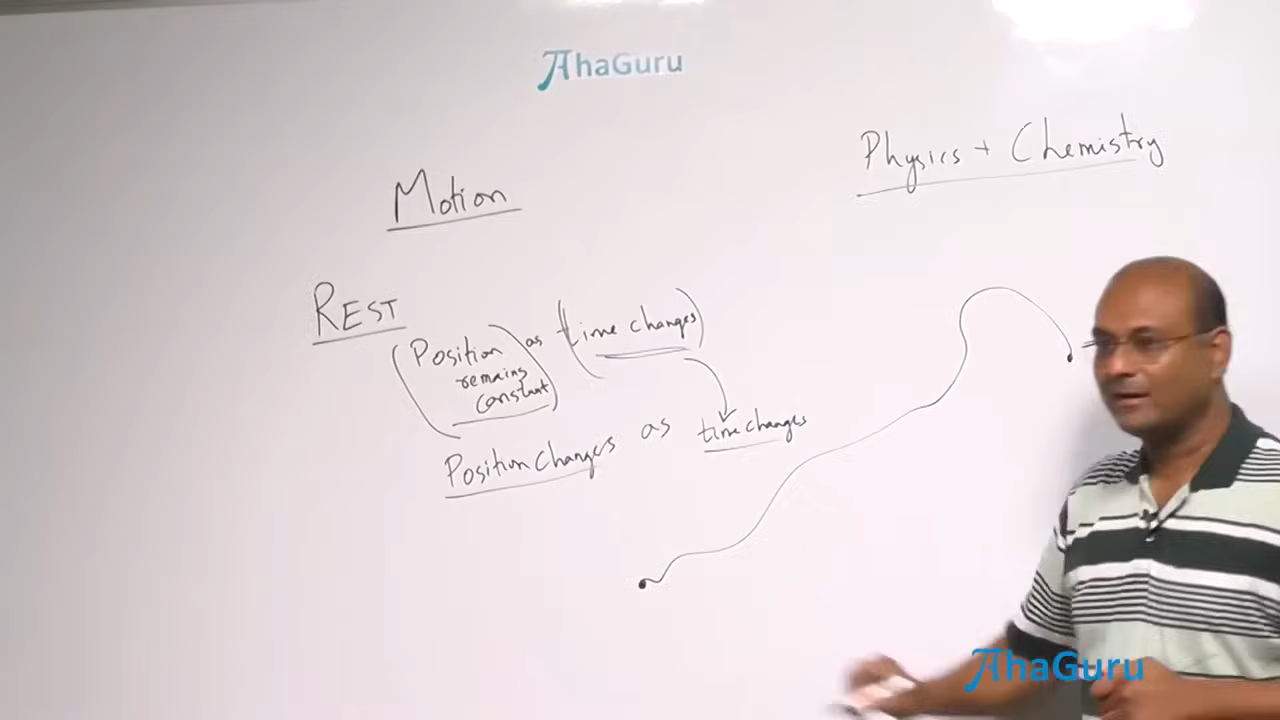 AhaGuru
Physics + Chemistry
Motion
REST
(Position as (time changes)
remains
constant)
Position Changes as time changes
AhaGuru